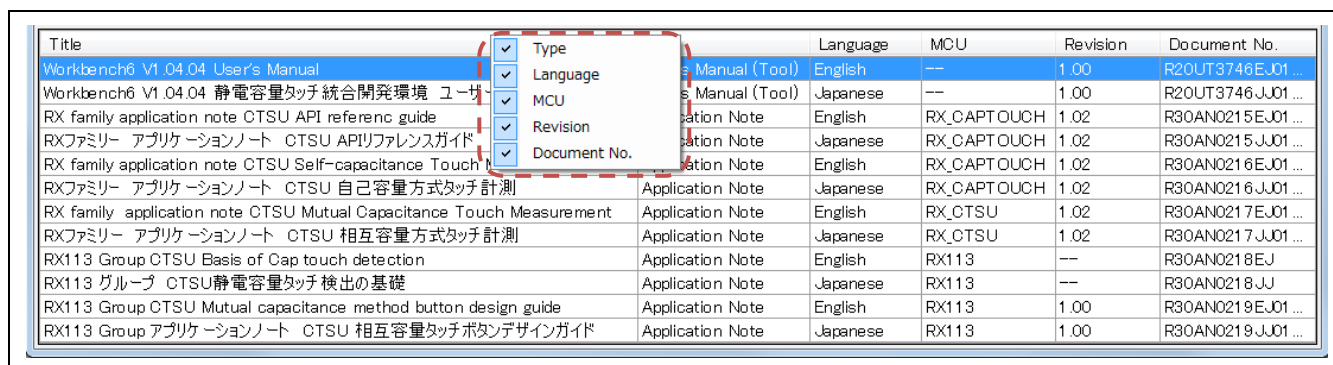 Title Language MCU Revision Document No.
Type
Language
MCU
Revision
Document No.
Workbench6 V1.04.04 User's Manual s Manual (Tool) English -- 1.00 R20UT3746EJ01 ...
Workbench6 V1.04.04 静電容量タッチ統合開発環境 ユーザー s Manual (Tool) Japanese -- 1.00 R20UT3746JJ01 ...
RX family application note CTSU API referenc guide ation Note English RX_CAPTOUCH 1.02 R30AN0215EJ01 ...
RXファミリー アプリケーションノート CTSU APIリファレンスガイド ation Note Japanese RX_CAPTOUCH 1.02 R30AN0215JJ01 ...
RX family application note CTSU Self-capacitance Touch ation Note English RX_CAPTOUCH 1.02 R30AN0216EJ01 ...
RXファミリー アプリケーションノート CTSU 自己容量方式タッチ計測 Application Note Japanese RX_CAPTOUCH 1.02 R30AN0216JJ01 ...
RX family application note CTSU Mutual Capacitance Touch Measurement Application Note English RX_CTSU 1.02 R30AN0217EJ01 ...
RXファミリー アプリケーションノート CTSU 相互容量方式タッチ計測 Application Note Japanese RX_CTSU 1.02 R30AN0217JJ01 ...
RX113 Group CTSU Basis of Cap touch detection Application Note English RX113 -- R30AN0218EJ
RX113 グループ CTSU静電容量タッチ検出の基礎 Application Note Japanese RX113 -- R30AN0218JJ
RX113 Group CTSU Mutual capacitance method button design guide Application Note English RX113 1.00 R30AN0219EJ01 ...
RX113 Group アプリケーションノート CTSU 相互容量タッチボタンデザインガイド Application Note Japanese RX113 1.00 R30AN0219JJ01 ...